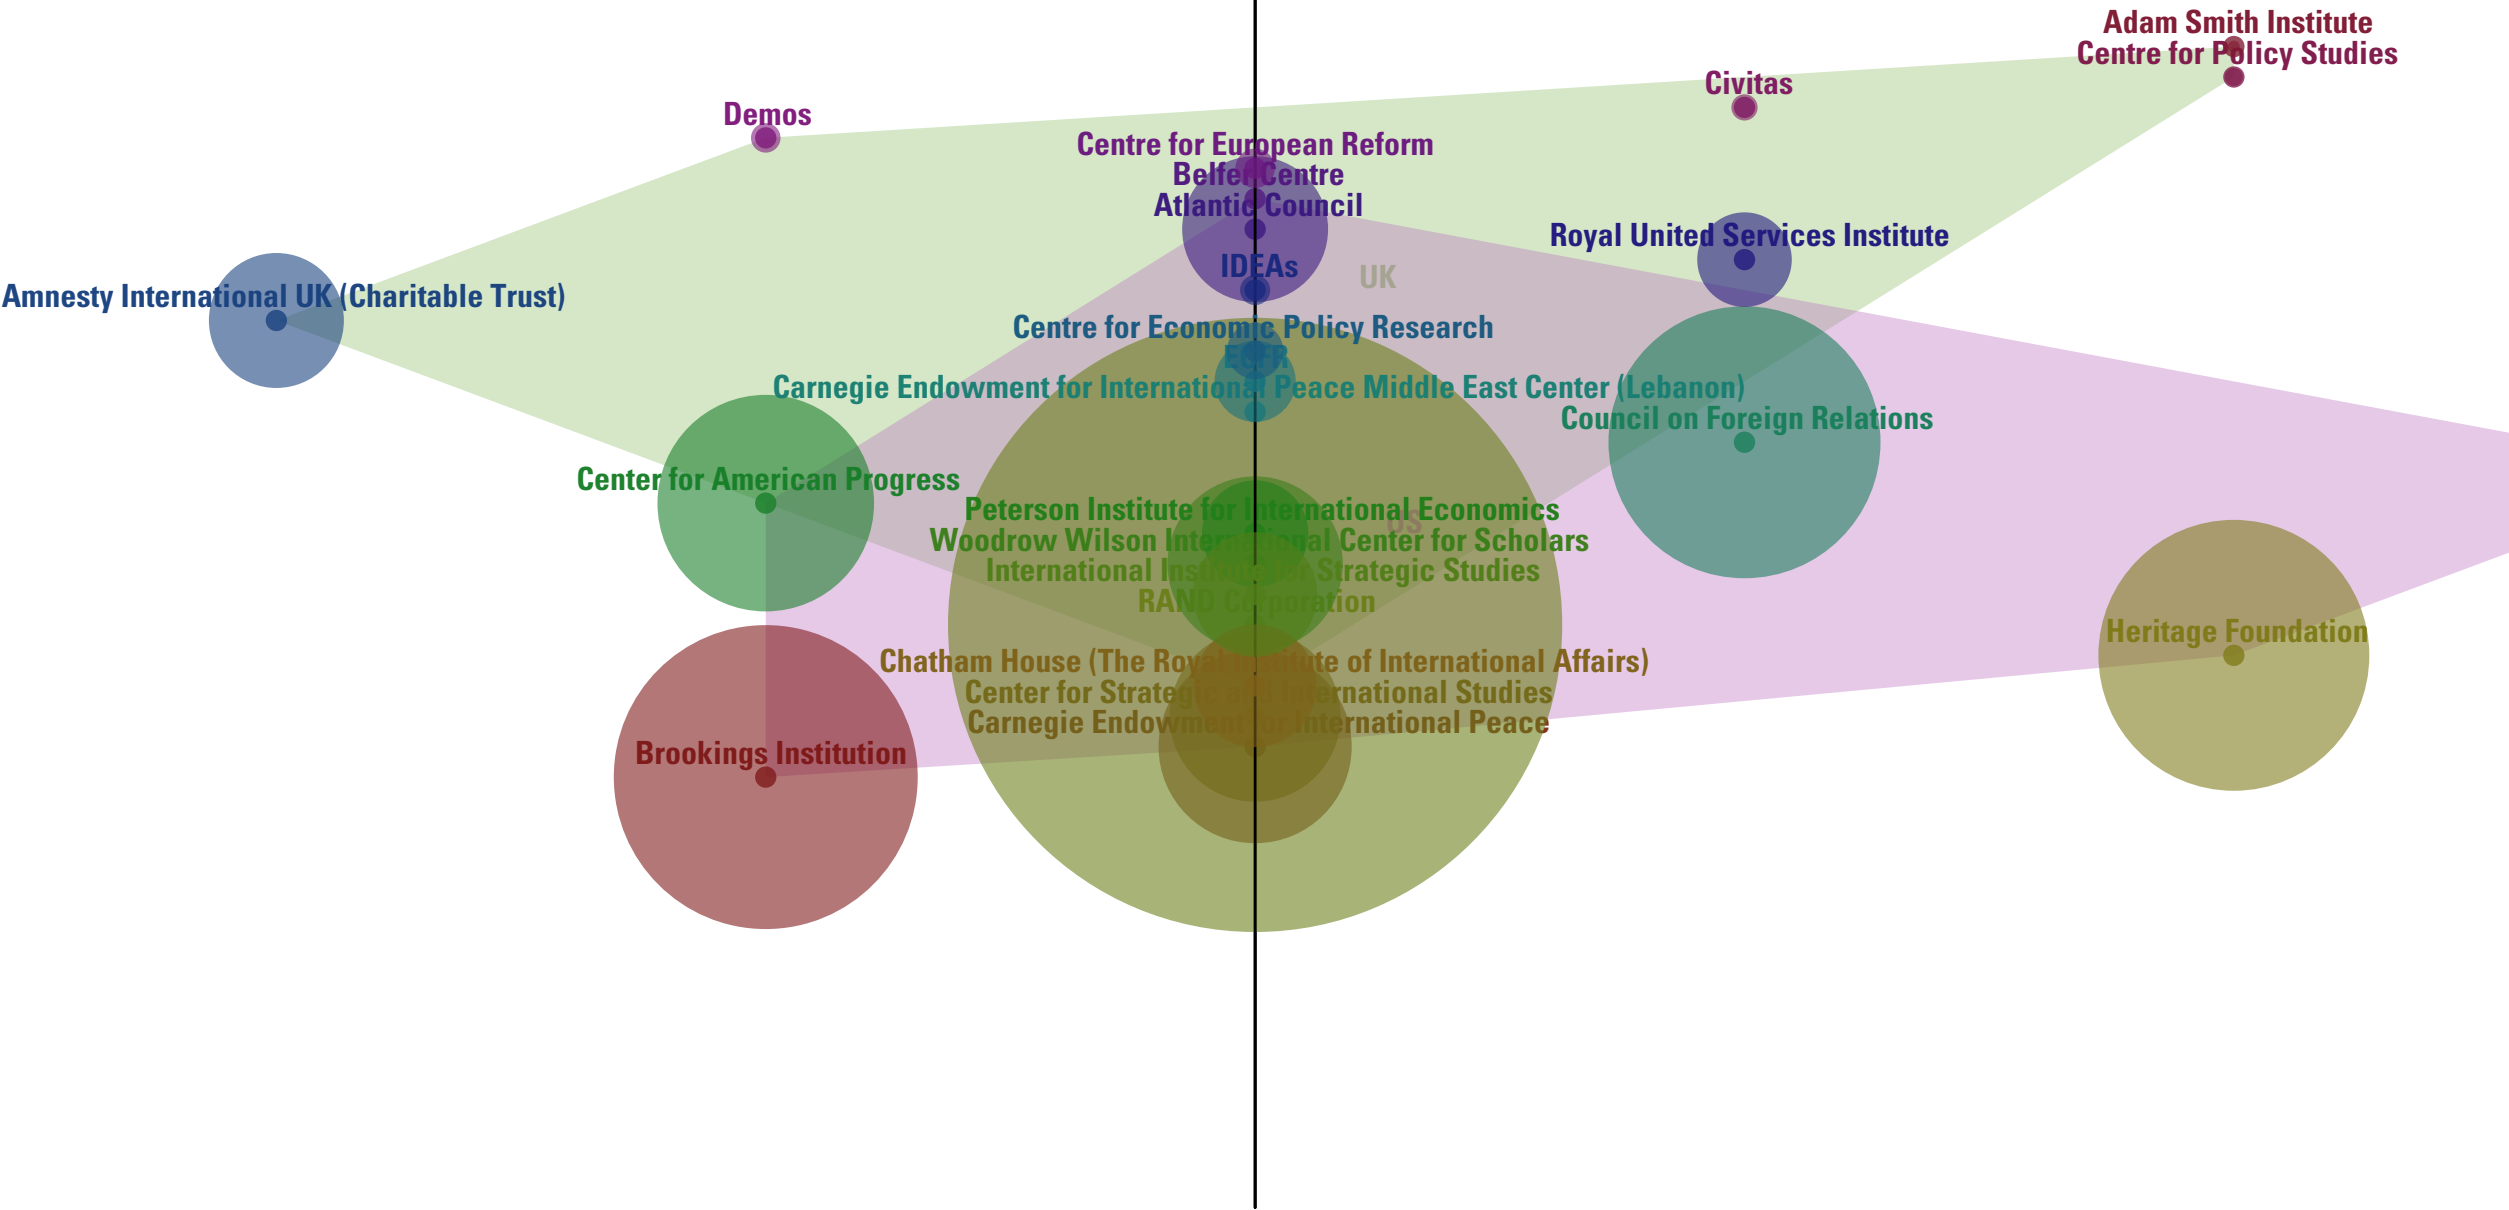 Adam Smith Institute
Centre for Policy Studies
Civitas
Demos
Centre for European Reform
Belfer Centre
Atlantic Council
Royal United Services Institute
IDEAs
UK
Amnesty International UK (Charitable Trust)
Centre for Economic Policy Research
ECFR
Carnegie Endowment for International Peace Middle East Center (Lebanon)
Council on Foreign Relations
Center for American Progress
Peterson Institute for International Economics
US
Woodrow Wilson International Center for Scholars
International Institute for Strategic Studies
RAND Corporation
Heritage Foundation
Chatham House (The Royal Institute of International Affairs)
Center for Strategic and International Studies
Carnegie Endowment for International Peace
Brookings Institution